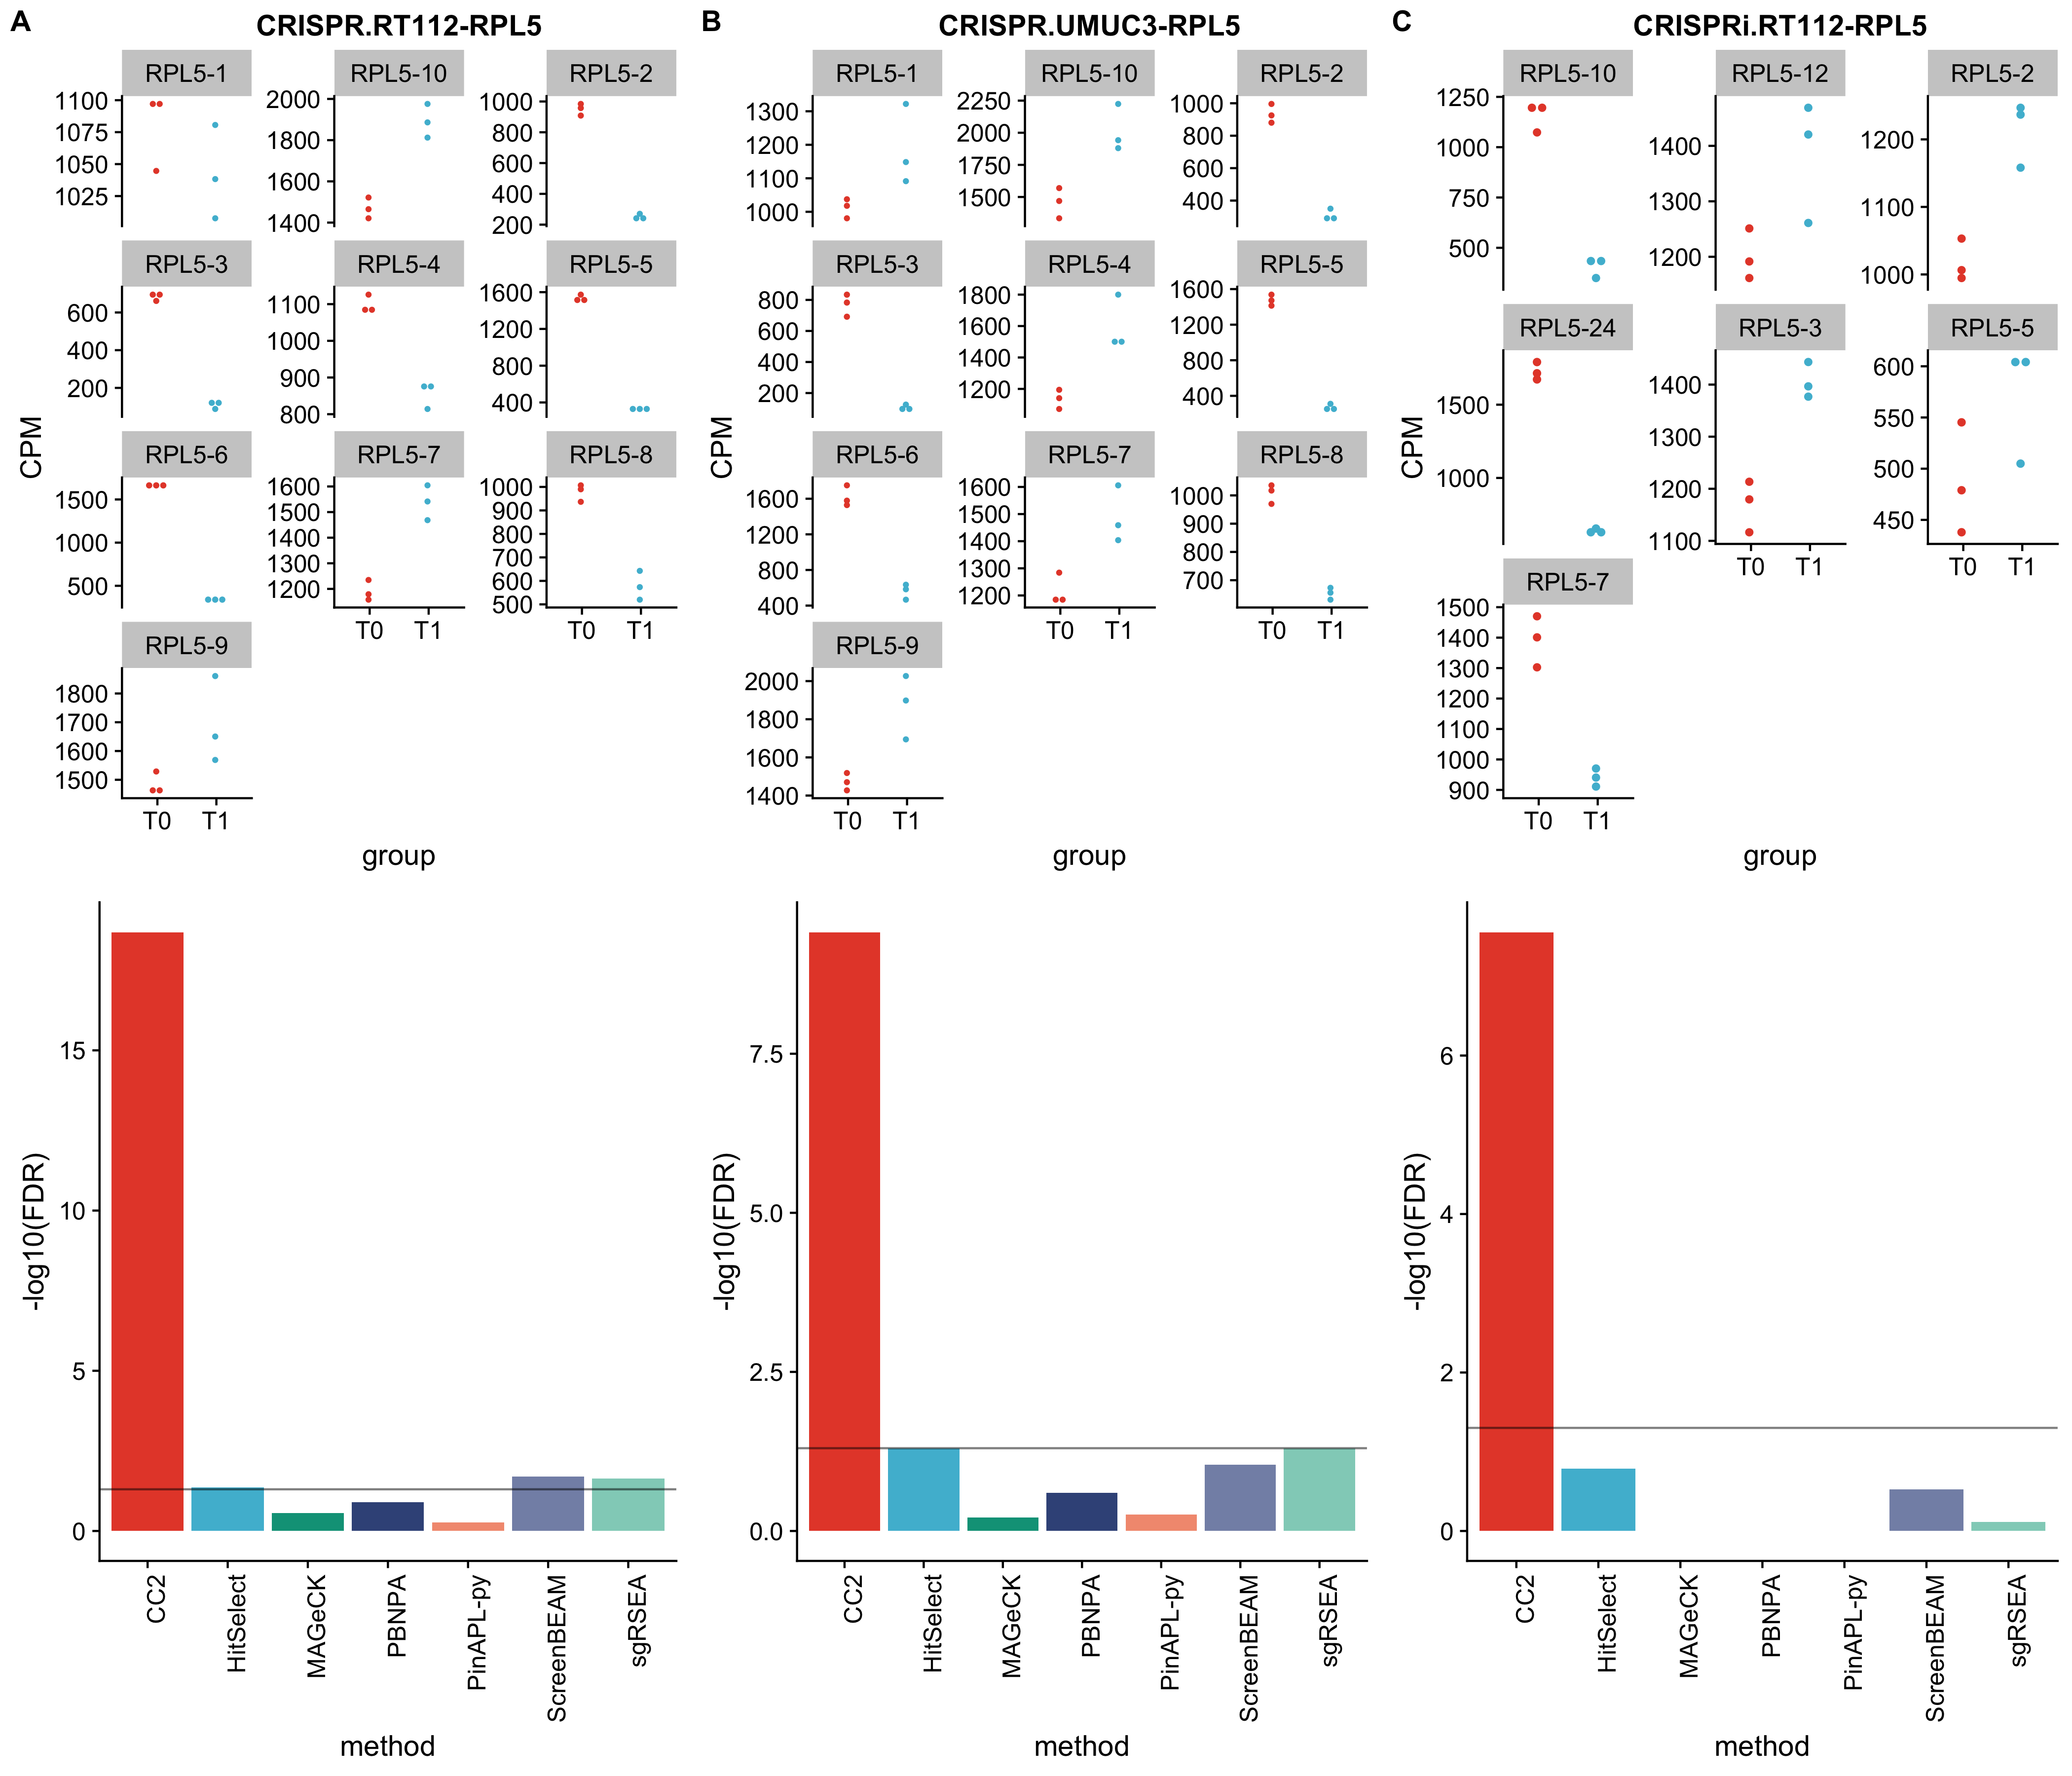 A CRISPR.RT112-RPL5
RPL5-1 RPL5-10 RPL5-2
1100 1075 1050 1025
2000 1800 1600 1400
1000 800 600 400 200
RPL5-3 RPL5-4 RPL5-5
600 400 200
1100 1000 900 800
1600 1200 800 400
CPM
RPL5-6 RPL5-7 RPL5-8
1500 1000 500
1600 1500 1400 1300 1200
1000 900 800 700 600 500
T0 T1 T0 T1
RPL5-9
1800 1700 1600 1500
T0 T1
group
B CRISPR.UMUC3-RPL5
RPL5-1 RPL5-10 RPL5-2
1300 1200 1100 1000
2250 2000 1750 1500
1000 800 600 400
RPL5-3 RPL5-4 RPL5-5
800 600 400 200
1800 1600 1400 1200
1600 1200 800 400
CPM
RPL5-6 RPL5-7 RPL5-8
1600 1200 800 400
1600 1500 1400 1300 1200
1000 900 800 700
T0 T1 T0 T1
RPL5-9
2000 1800 1600 1400
T0 T1
group
C CRISPRi.RT112-RPL5
RPL5-10 RPL5-12 RPL5-2
1250 1000 750 500
1400 1300 1200
1200 1100 1000
RPL5-24 RPL5-3 RPL5-5
1500 1000
1400 1300 1200 1100
600 550 500 450
CPM
T0 T1 T0 T1
RPL5-7
1500 1400 1300 1200 1100 1000 900
T0 T1
group
-log10(FDR)
15
10
5
0
CC2 HitSelect MAGeCK PBNPA PinAPL-py ScreenBEAM sgRSEA
method
-log10(FDR)
7.5
5.0
2.5
0.0
CC2 HitSelect MAGeCK PBNPA PinAPL-py ScreenBEAM sgRSEA
method
-log10(FDR)
6
4
2
0
CC2 HitSelect MAGeCK PBNPA PinAPL-py ScreenBEAM sgRSEA
method